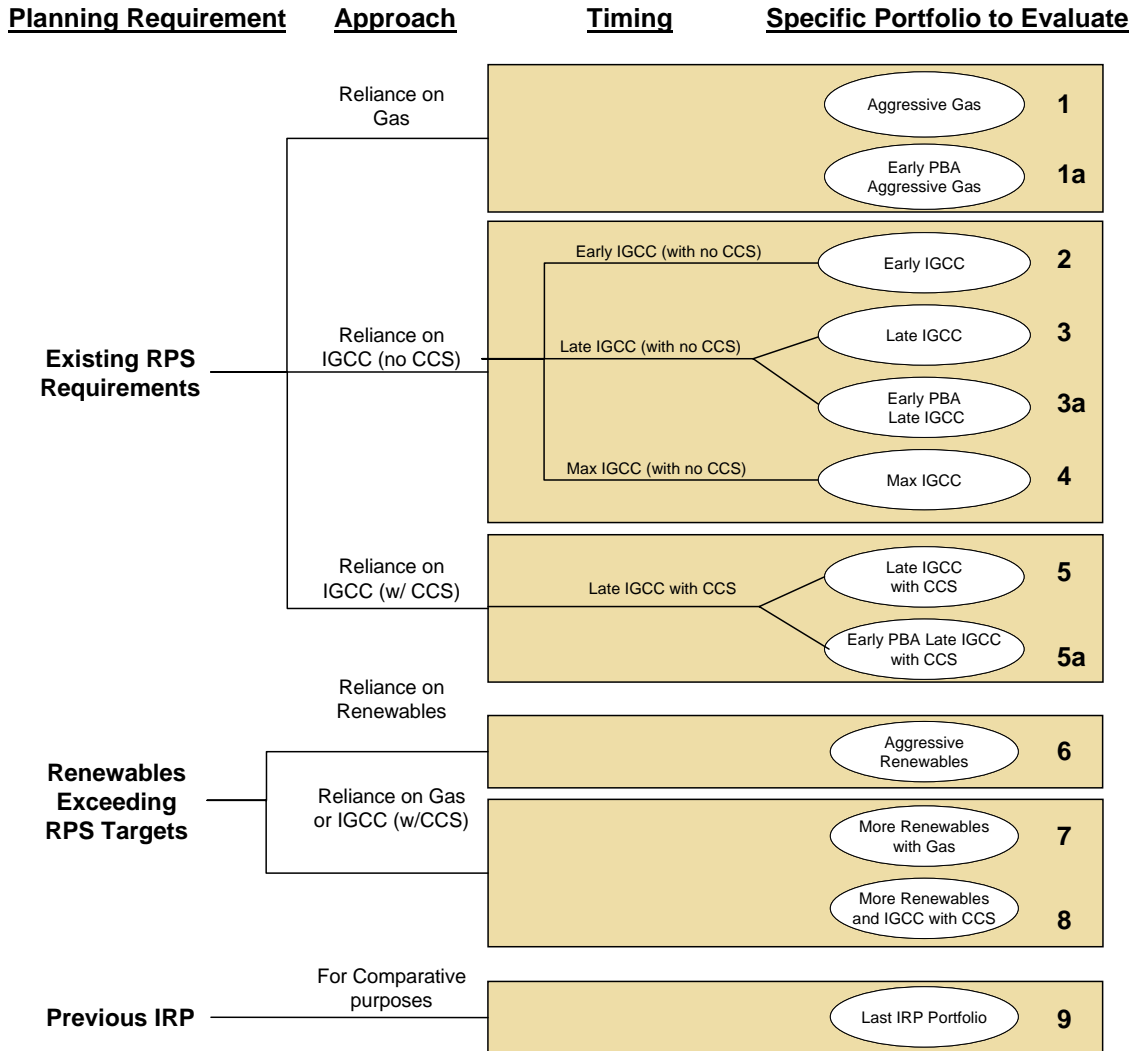 Planning Requirement Approach Timing Specific Portfolio to Evaluate
Reliance on
Gas
Aggressive Gas
1
Early PBA
Aggressive Gas
1a
Existing RPS
Requirements
Reliance on
IGCC (no CCS)
Early IGCC (with no CCS)
Early IGCC
2
Late IGCC (with no CCS)
Late IGCC
3
Early PBA
Late IGCC
3a
Max IGCC (with no CCS)
Max IGCC
4
Reliance on
IGCC (w/ CCS)
Late IGCC with CCS
Late IGCC
with CCS
5
Early PBA Late IGCC
with CCS
5a
Renewables
Exceeding
RPS Targets
Reliance on
Renewables
Aggressive
Renewables
6
Reliance on Gas
or IGCC (w/CCS)
More Renewables
with Gas
7
More Renewables
and IGCC with CCS
8
Previous IRP
For Comparative
purposes
Last IRP Portfolio
9